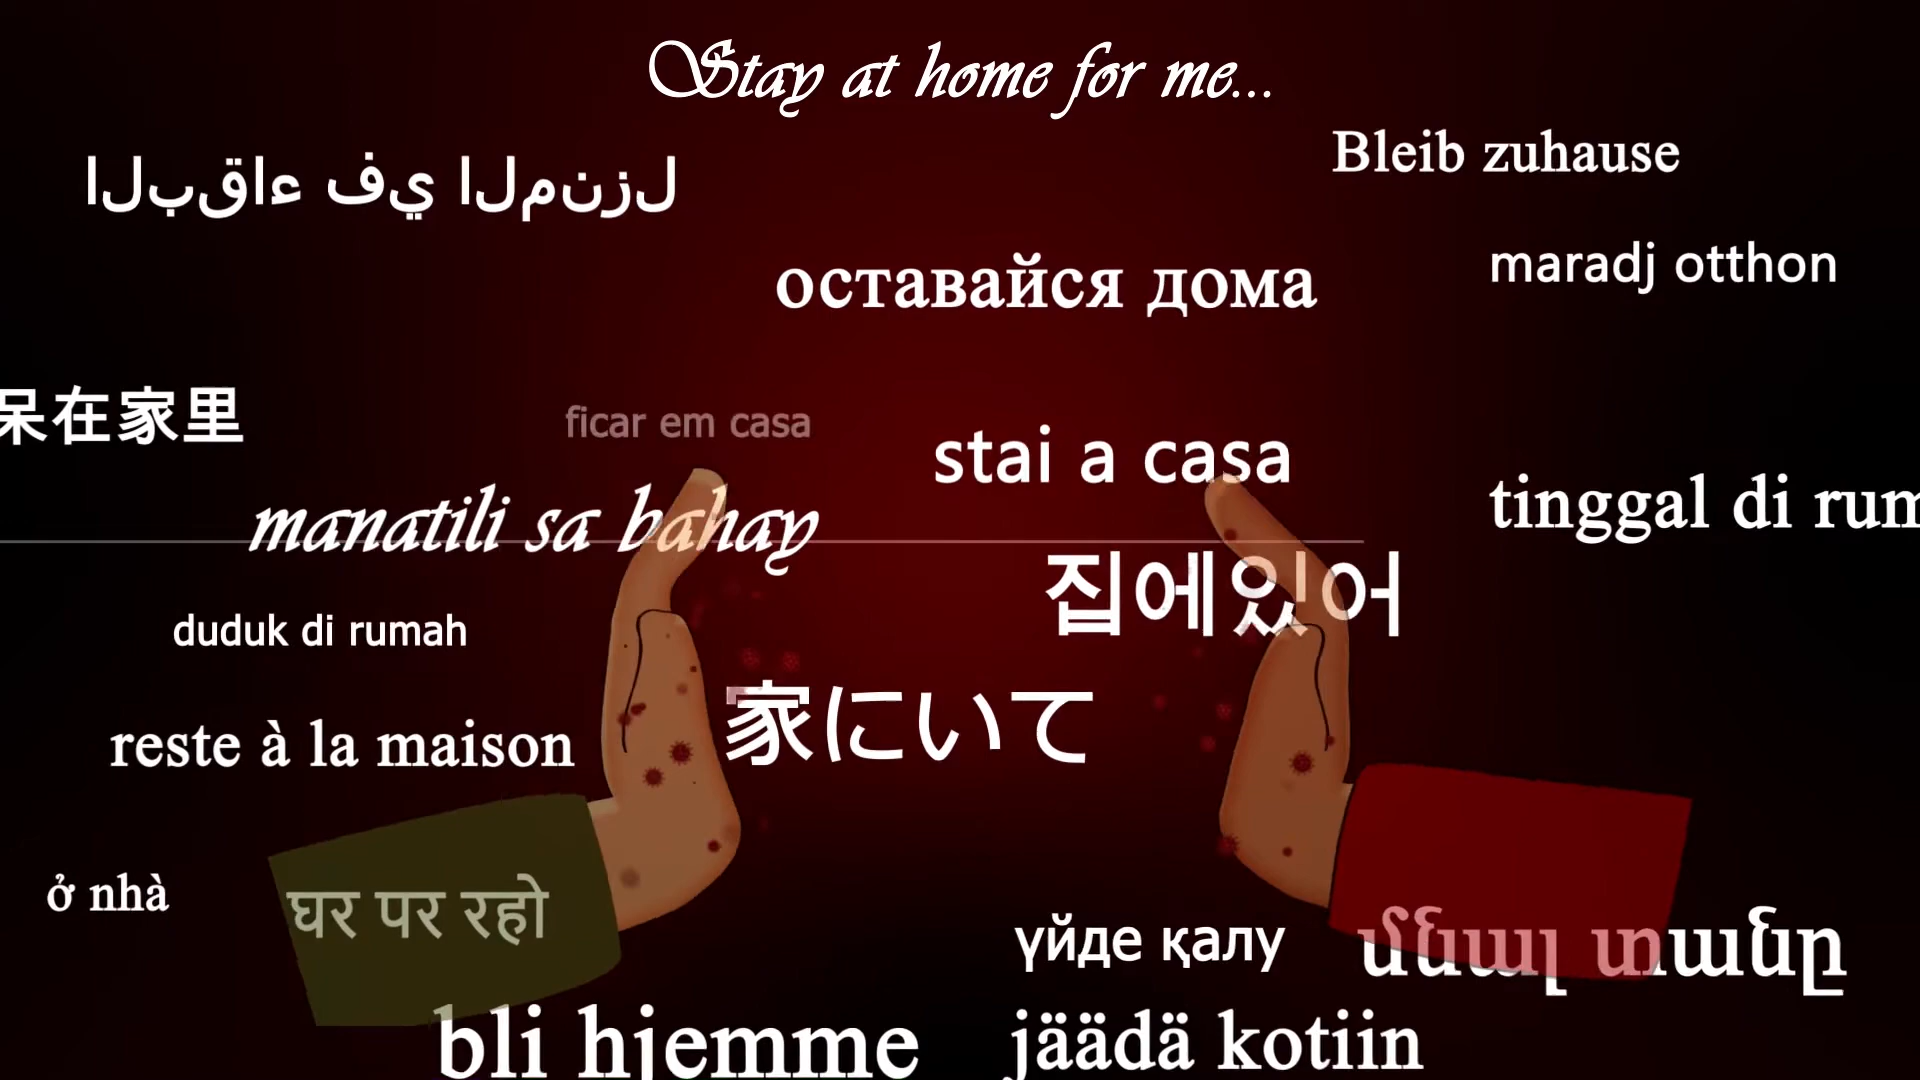 Stay at home for me...
Bleib zuhause
البقاء في المنزل
maradj otthon
оставайся дома
呆在家里
ficar em casa
stai a casa
tinggal di rum
manatili sa bahay
집에있어
duduk di rumah
家にいて
reste à la maison
ở nhà
घर पर रहो
үйде қалу
մնալ տանը
bli hjemme
jäädä kotiin